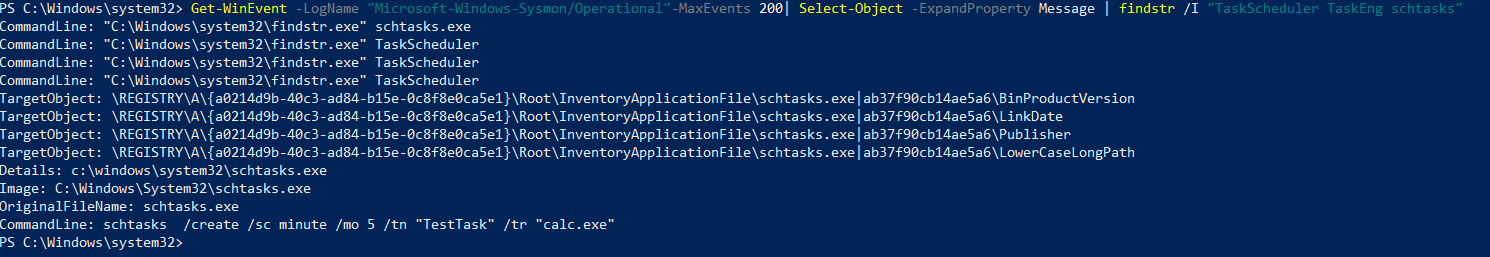 PS C:\Windows\system32> Get-WinEvent -LogName "Microsoft-Windows-Sysmon/Operational"-MaxEvents 200| Select-Object -ExpandProperty Message | findstr /I "TaskScheduler TaskEng schtasks"
CommandLine: "C:\Windows\system32\findstr.exe" schtasks.exe
CommandLine: "C:\Windows\system32\findstr.exe" TaskScheduler
CommandLine: "C:\Windows\system32\findstr.exe" TaskScheduler
CommandLine: "C:\Windows\system32\findstr.exe" TaskScheduler
TargetObject: \REGISTRY\A\{a0214d9b-40c3-ad84-b15e-0c8f8e0ca5e1}\Root\InventoryApplicationFile\schtasks.exe|ab37f90cb14ae5a6\BinProductVersion
TargetObject: \REGISTRY\A\{a0214d9b-40c3-ad84-b15e-0c8f8e0ca5e1}\Root\InventoryApplicationFile\schtasks.exe|ab37f90cb14ae5a6\LinkDate
TargetObject: \REGISTRY\A\{a0214d9b-40c3-ad84-b15e-0c8f8e0ca5e1}\Root\InventoryApplicationFile\schtasks.exe|ab37f90cb14ae5a6\Publisher
TargetObject: \REGISTRY\A\{a0214d9b-40c3-ad84-b15e-0c8f8e0ca5e1}\Root\InventoryApplicationFile\schtasks.exe|ab37f90cb14ae5a6\LowerCaseLongPath
Details: c:\windows\system32\schtasks.exe
Image: C:\Windows\System32\schtasks.exe
OriginalFileName: schtasks.exe
CommandLine: schtasks  /create /sc minute /mo 5 /tn "TestTask" /tr "calc.exe"
PS C:\Windows\system32>